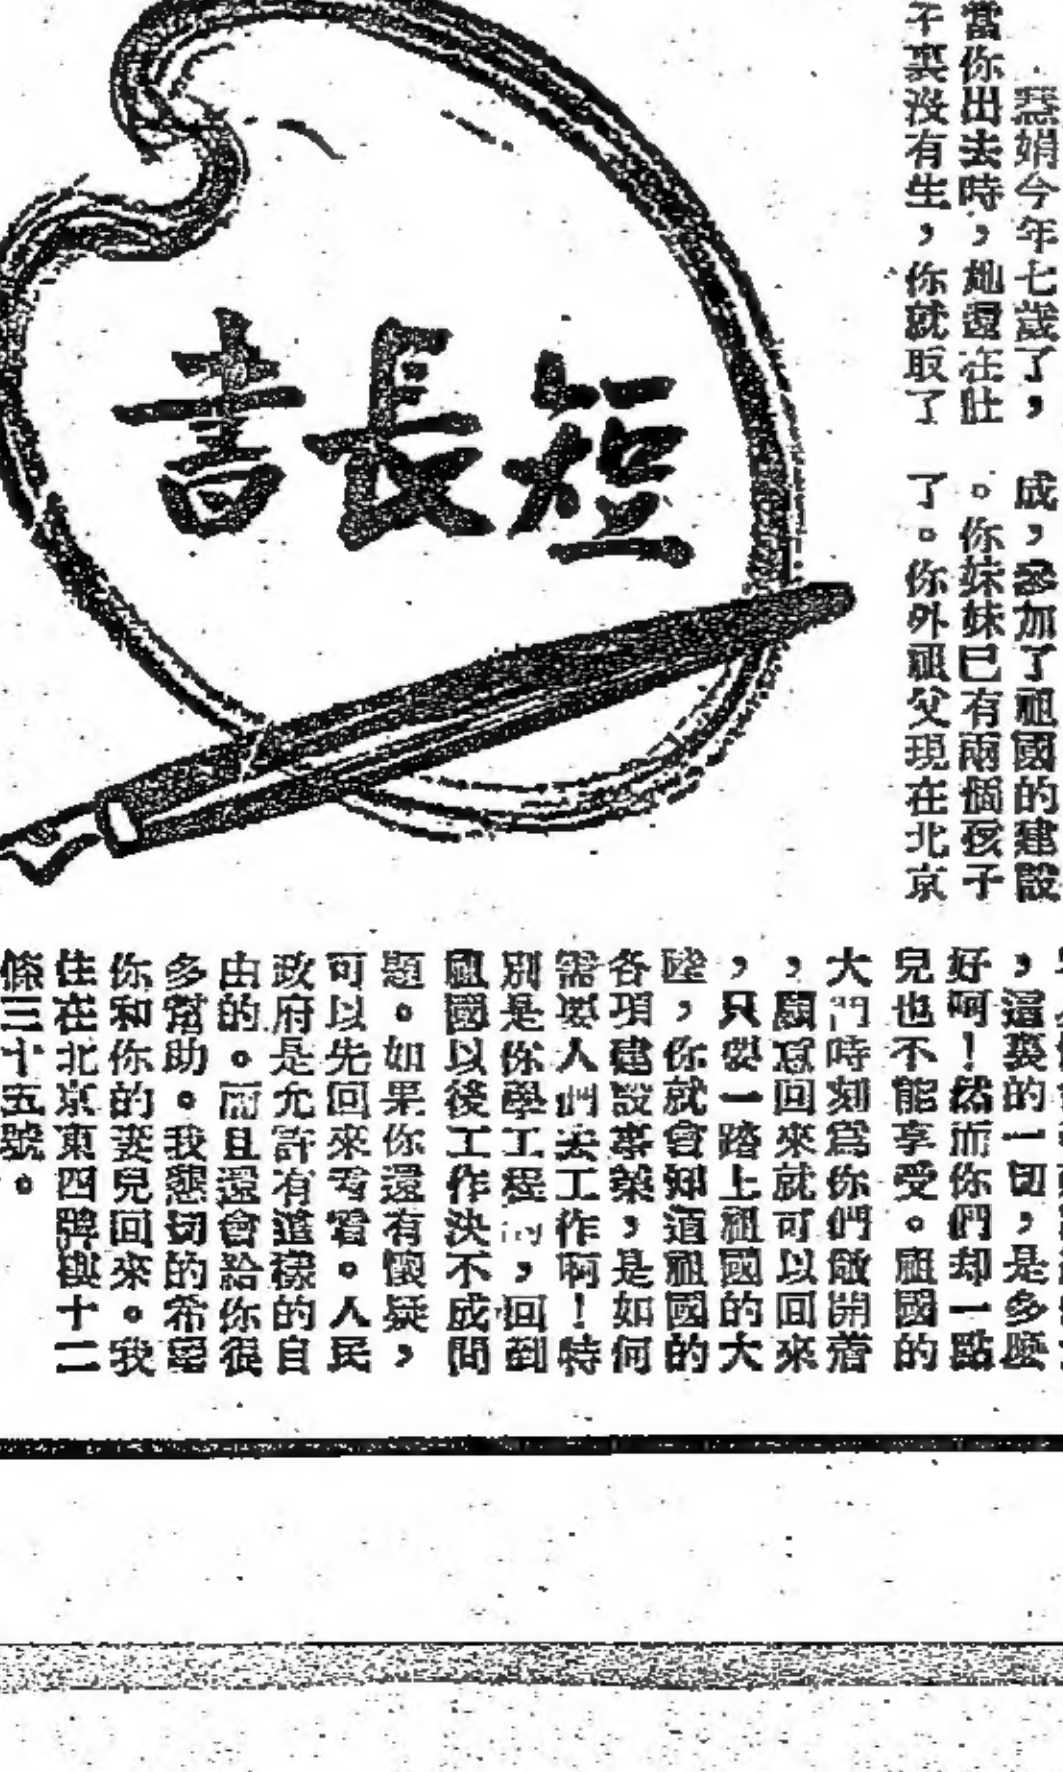 短長書
慧娟今年七歲了，
當你出去時，她還在肚
子裏沒有生，你就取了
成，參加了祖國的建設
。你妹妹已有兩個孩子
了。你外祖父現在北京
，這裏的一切，是多麼
好呵！然而你們却一點
兒也不能享受。祖國的
大門時刻爲你們敞開着
，願意回來就可以回來
，只要一踏上祖國的大
陸，你就會知道祖國的
各項建設事業，是如何
需要人們去工作啊！特
別是你學工程的，回到
祖國以後工作決不成問
題。如果你還有懷疑，
可以先回來看看。人民
政府是允許有這樣的自
由的。而且還會給你很
多幫助。我懇切的希望
你和你的妻兒回來。我
住在北京東四牌樓十二
條三十五號。